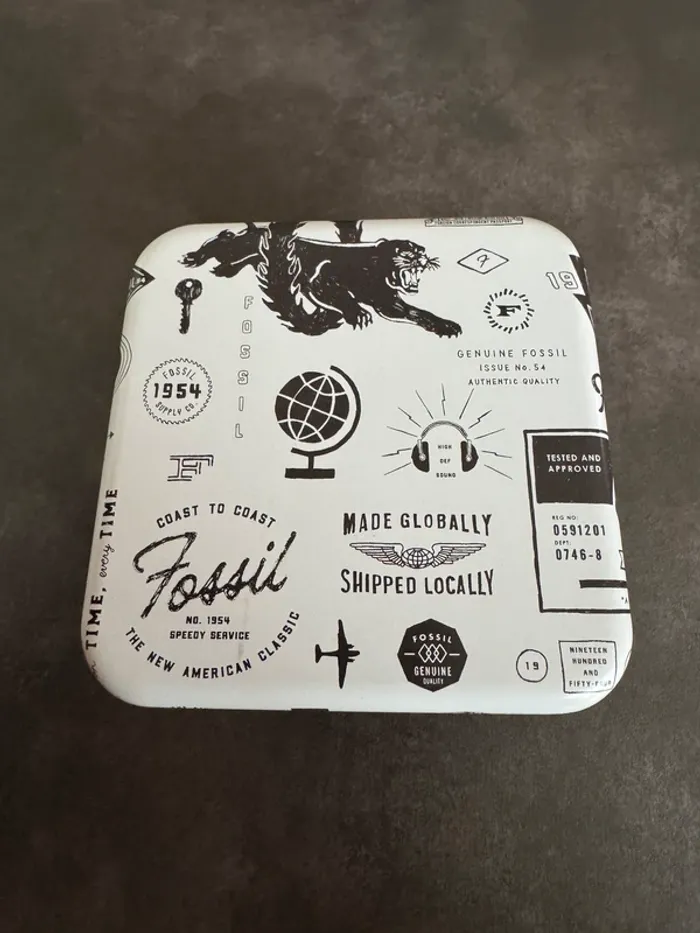 19
F
GENUINE FOSSIL
ISSUE No. 54
AUTHENTIC QUALITY
FOSSIL
FOSSIL
1954
SUPPLY CO.
HIGH
DEF
SOUND
TESTED AND
APPROVED
REG NO:
0591201
DEPT:
0746-8
F
TIME, every TIME
COAST TO COAST
Fossil
NO. 1954
SPEEDY SERVICE
THE NEW AMERICAN CLASSIC
MADE GLOBALLY
SHIPPED LOCALLY
FOSSIL
GENUINE
QUALITY
19
NINETEEN
HUNDRED
AND
FIFTY-FOUR